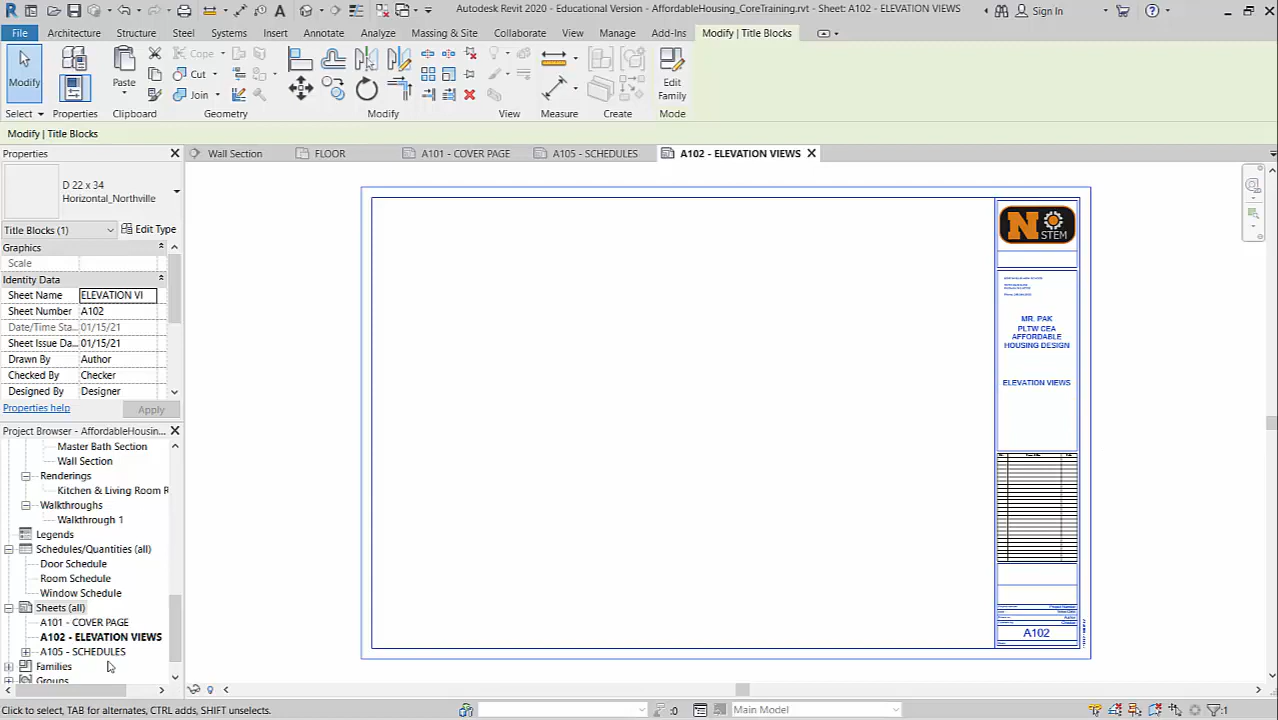 Autodesk Revit 2020 - Educational Version - AffordableHousing_CoreTraining.rvt - Sheet: A102 - ELEVATION VIEWS
Sign In
File Architecture Structure Steel Systems Insert Annotate Analyze Massing & Site Collaborate View Manage Add-Ins Modify | Title Blocks
Modify
Paste
Cope
Cut
Join
Edit
Family
Select Properties Clipboard Geometry Modify View Measure Create Mode
Modify | Title Blocks
Properties
Wall Section FLOOR A101 - COVER PAGE A105 - SCHEDULES A102 - ELEVATION VIEWS
D 22 x 34
Horizontal_Northville
Title Blocks (1) Edit Type
Graphics
Scale
Identity Data
Sheet Name ELEVATION VI
Sheet Number A102
Date/Time Sta... 01/15/21
Sheet Issue Da... 01/15/21
Drawn By Author
Checked By Checker
Designed By Designer
Properties help Apply
Project Browser - AffordableHousin...
Master Bath Section
Wall Section
Renderings
Kitchen & Living Room R
Walkthroughs
Walkthrough 1
Legends
Schedules/Quantities (all)
Door Schedule
Room Schedule
Window Schedule
Sheets (all)
A101 - COVER PAGE
A102 - ELEVATION VIEWS
A105 - SCHEDULES
Families
Groups
N STEM
MR. PAK
PLTW CEA
AFFORDABLE
HOUSING DESIGN
ELEVATION VIEWS
A102
Click to select, TAB for alternates, CTRL adds, SHIFT unselects.
:0
Main Model
:1